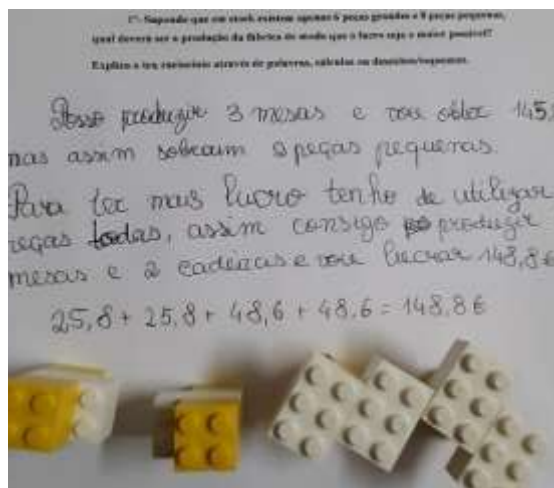 1º- Supondo que em stock existem apenas 6 peças grandes e 8 peças pequenas,
qual deverá ser a produção da fábrica de modo que o lucro seja o maior possível?
Explica o teu raciocínio através de palavras, cálculos ou desenhos/esquemas.
Posso produzir 3 mesas e vou obter 145,
mas assim sobram 2 peças pequenas.
Para ter mais lucro tenho de utilizar
peças todas, assim consigo produzir
mesas e 2 cadeiras e vou lucrar 148,8€
25,8 + 25,8 + 48,6 + 48,6 = 148,8€